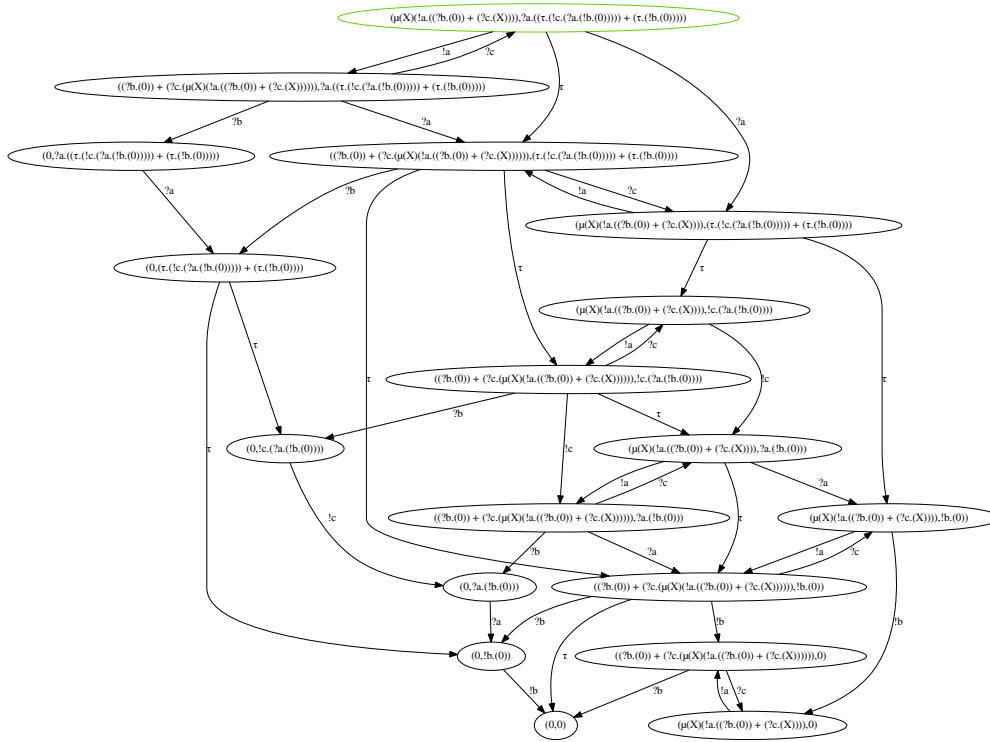 (μ(X)(!a.((?b.(0)) + (?c.(X)))),?a.((τ.(!c.(?a.(!b.(0))))) + (τ.(!b.(0)))))
!a
?c
((?b.(0)) + (?c.(μ(X)(!a.((?b.(0)) + (?c.(X)))))),?a.((τ.(!c.(?a.(!b.(0))))) + (τ.(!b.(0)))))
τ
?b
?a
?a
(0,?a.((τ.(!c.(?a.(!b.(0))))) + (τ.(!b.(0)))))
((?b.(0)) + (?c.(μ(X)(!a.((?b.(0)) + (?c.(X)))))),(τ.(!c.(?a.(!b.(0))))) + (τ.(!b.(0))))
?a
?b
!a
?c
(μ(X)(!a.((?b.(0)) + (?c.(X)))),(τ.(!c.(?a.(!b.(0))))) + (τ.(!b.(0))))
(0,(τ.(!c.(?a.(!b.(0))))) + (τ.(!b.(0))))
τ
τ
(μ(X)(!a.((?b.(0)) + (?c.(X)))),!c.(?a.(!b.(0))))
τ
!a
?c
((?b.(0)) + (?c.(μ(X)(!a.((?b.(0)) + (?c.(X)))))),!c.(?a.(!b.(0))))
τ
!c
τ
?b
τ
(0,!c.(?a.(!b.(0))))
!c
(μ(X)(!a.((?b.(0)) + (?c.(X)))),?a.(!b.(0)))
τ
!a
?c
?a
((?b.(0)) + (?c.(μ(X)(!a.((?b.(0)) + (?c.(X)))))),?a.(!b.(0)))
(μ(X)(!a.((?b.(0)) + (?c.(X)))),!b.(0))
!c
τ
?b
?a
!a
?c
(0,?a.(!b.(0)))
((?b.(0)) + (?c.(μ(X)(!a.((?b.(0)) + (?c.(X)))))),!b.(0))
?a
?b
!b
!b
(0,!b.(0))
τ
((?b.(0)) + (?c.(μ(X)(!a.((?b.(0)) + (?c.(X)))))),0)
!b
?b
!a
?c
(0,0)
(μ(X)(!a.((?b.(0)) + (?c.(X)))),0)